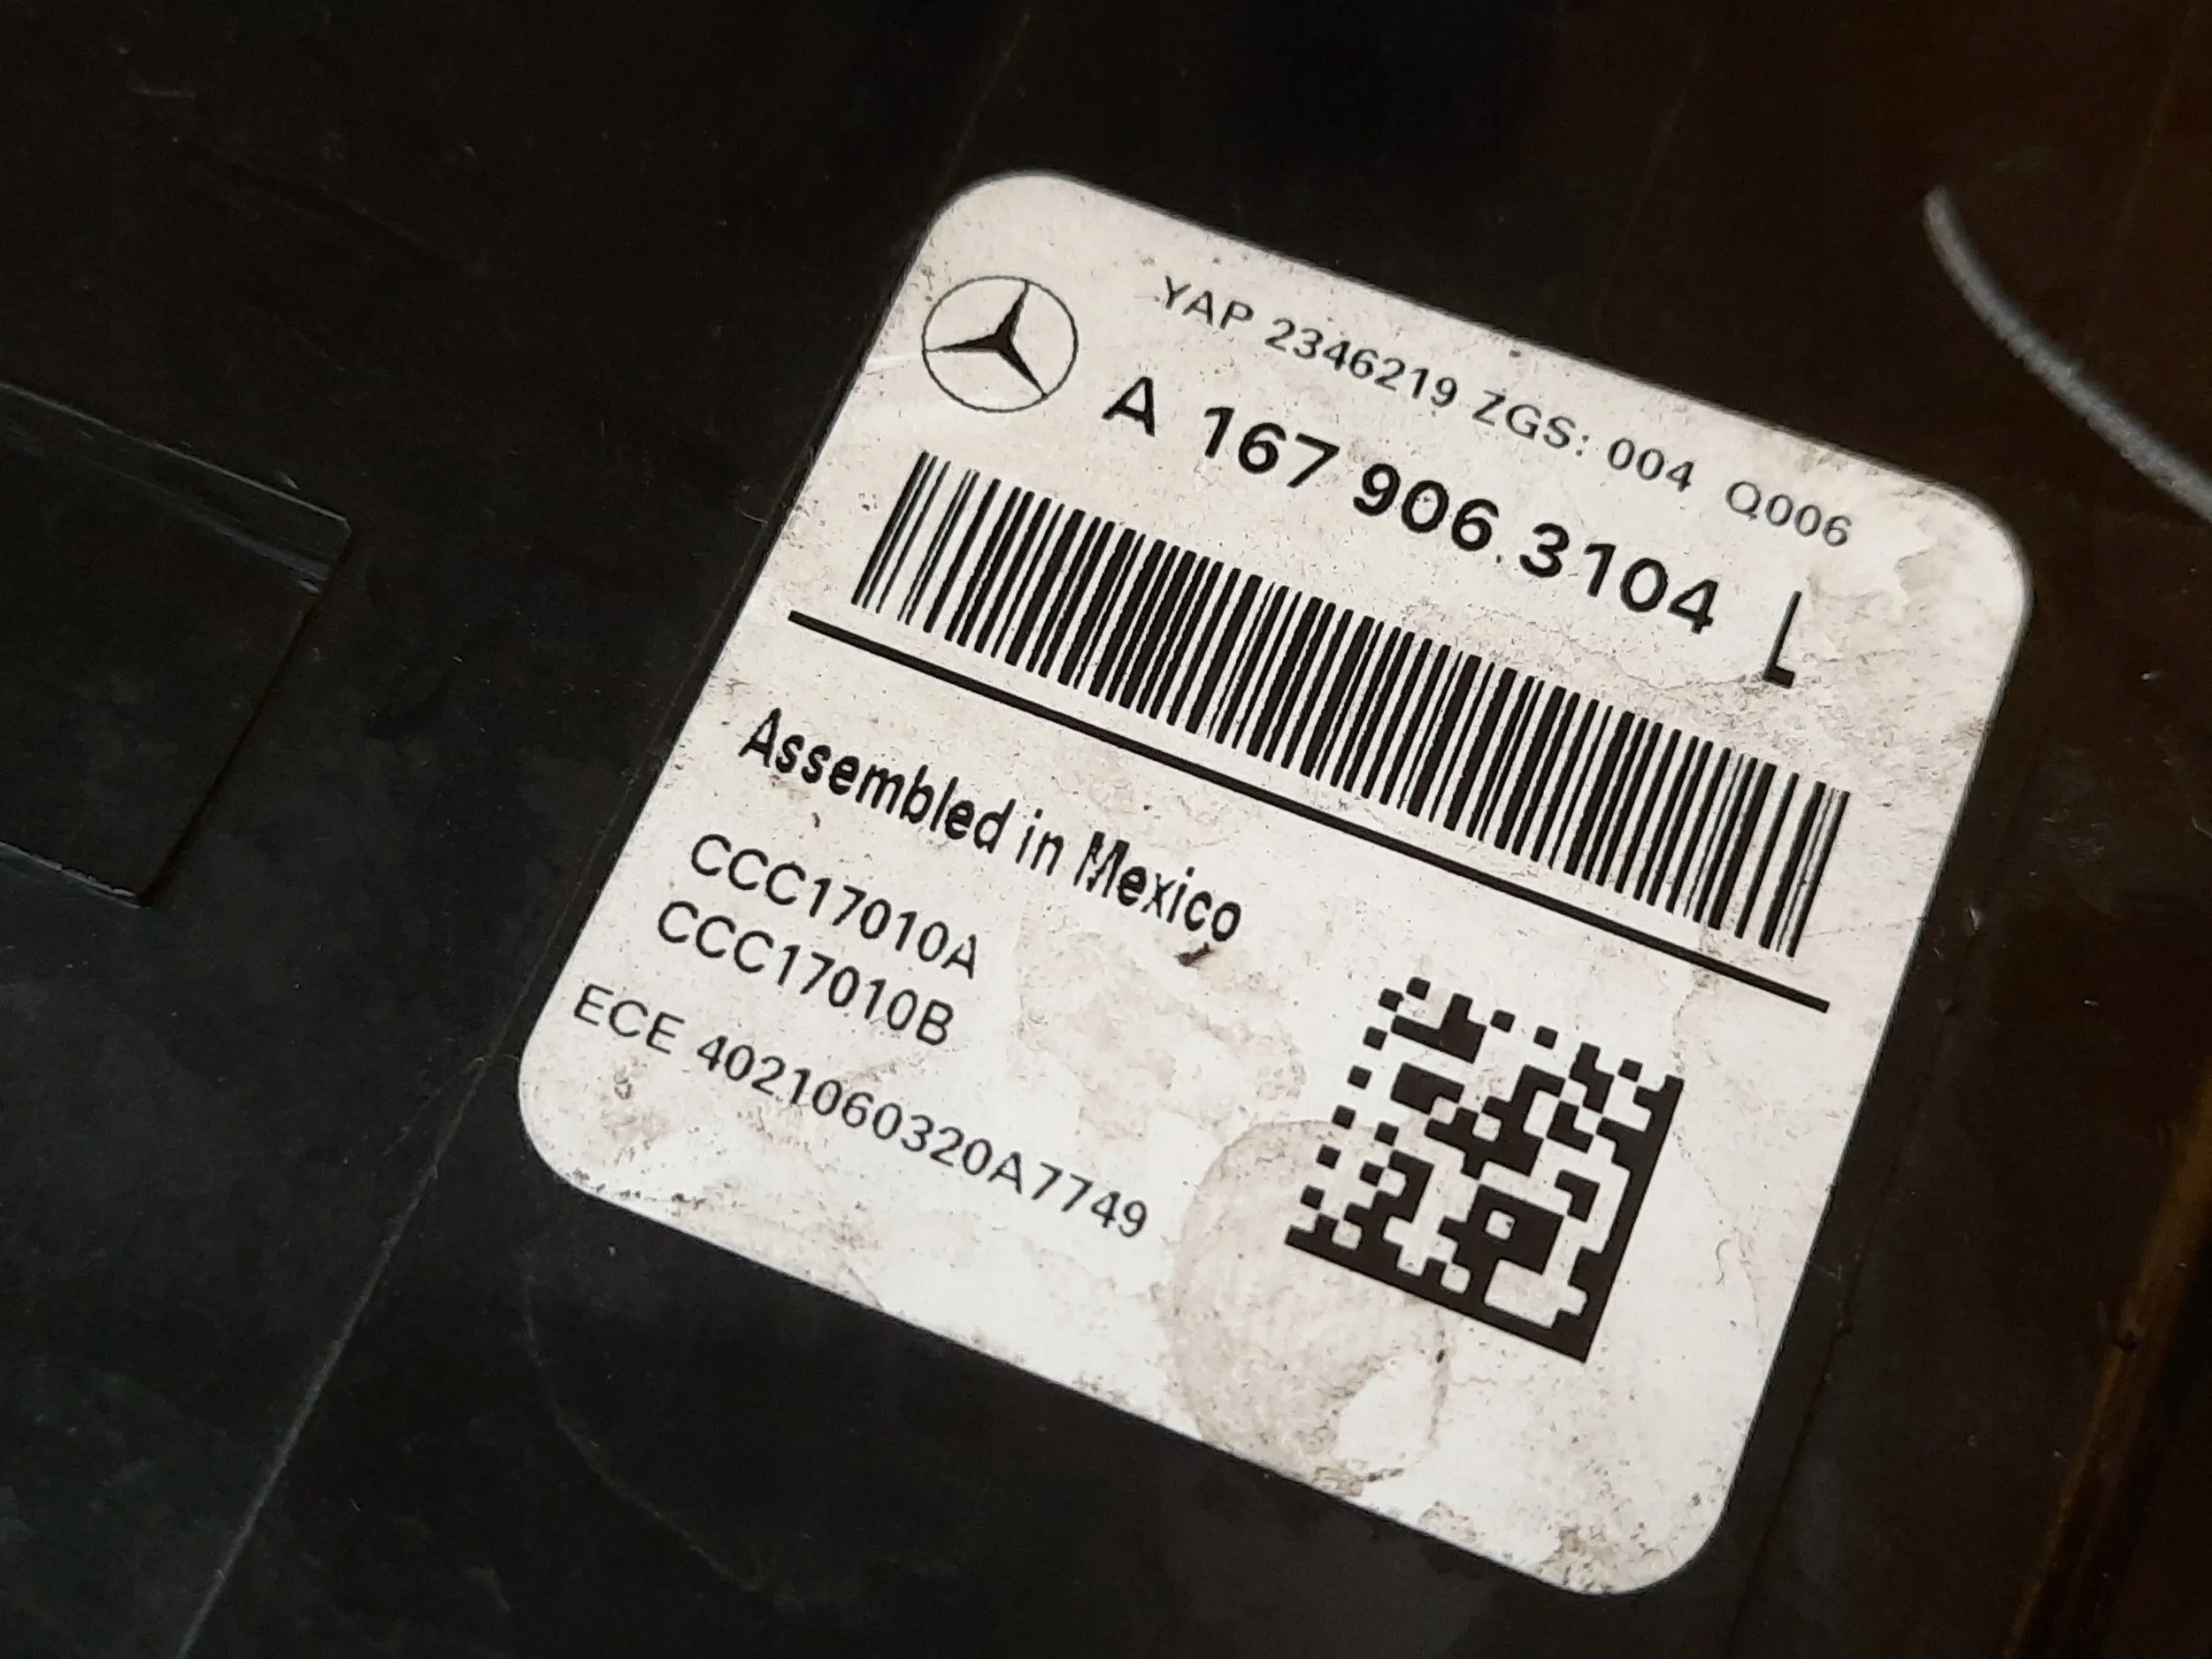 YAP 2346219 ZGS: 004 Q006
A 167 906.3104 L
Assembled in Mexico
CCC17010A
CCC17010B
ECE 4021060320A7749